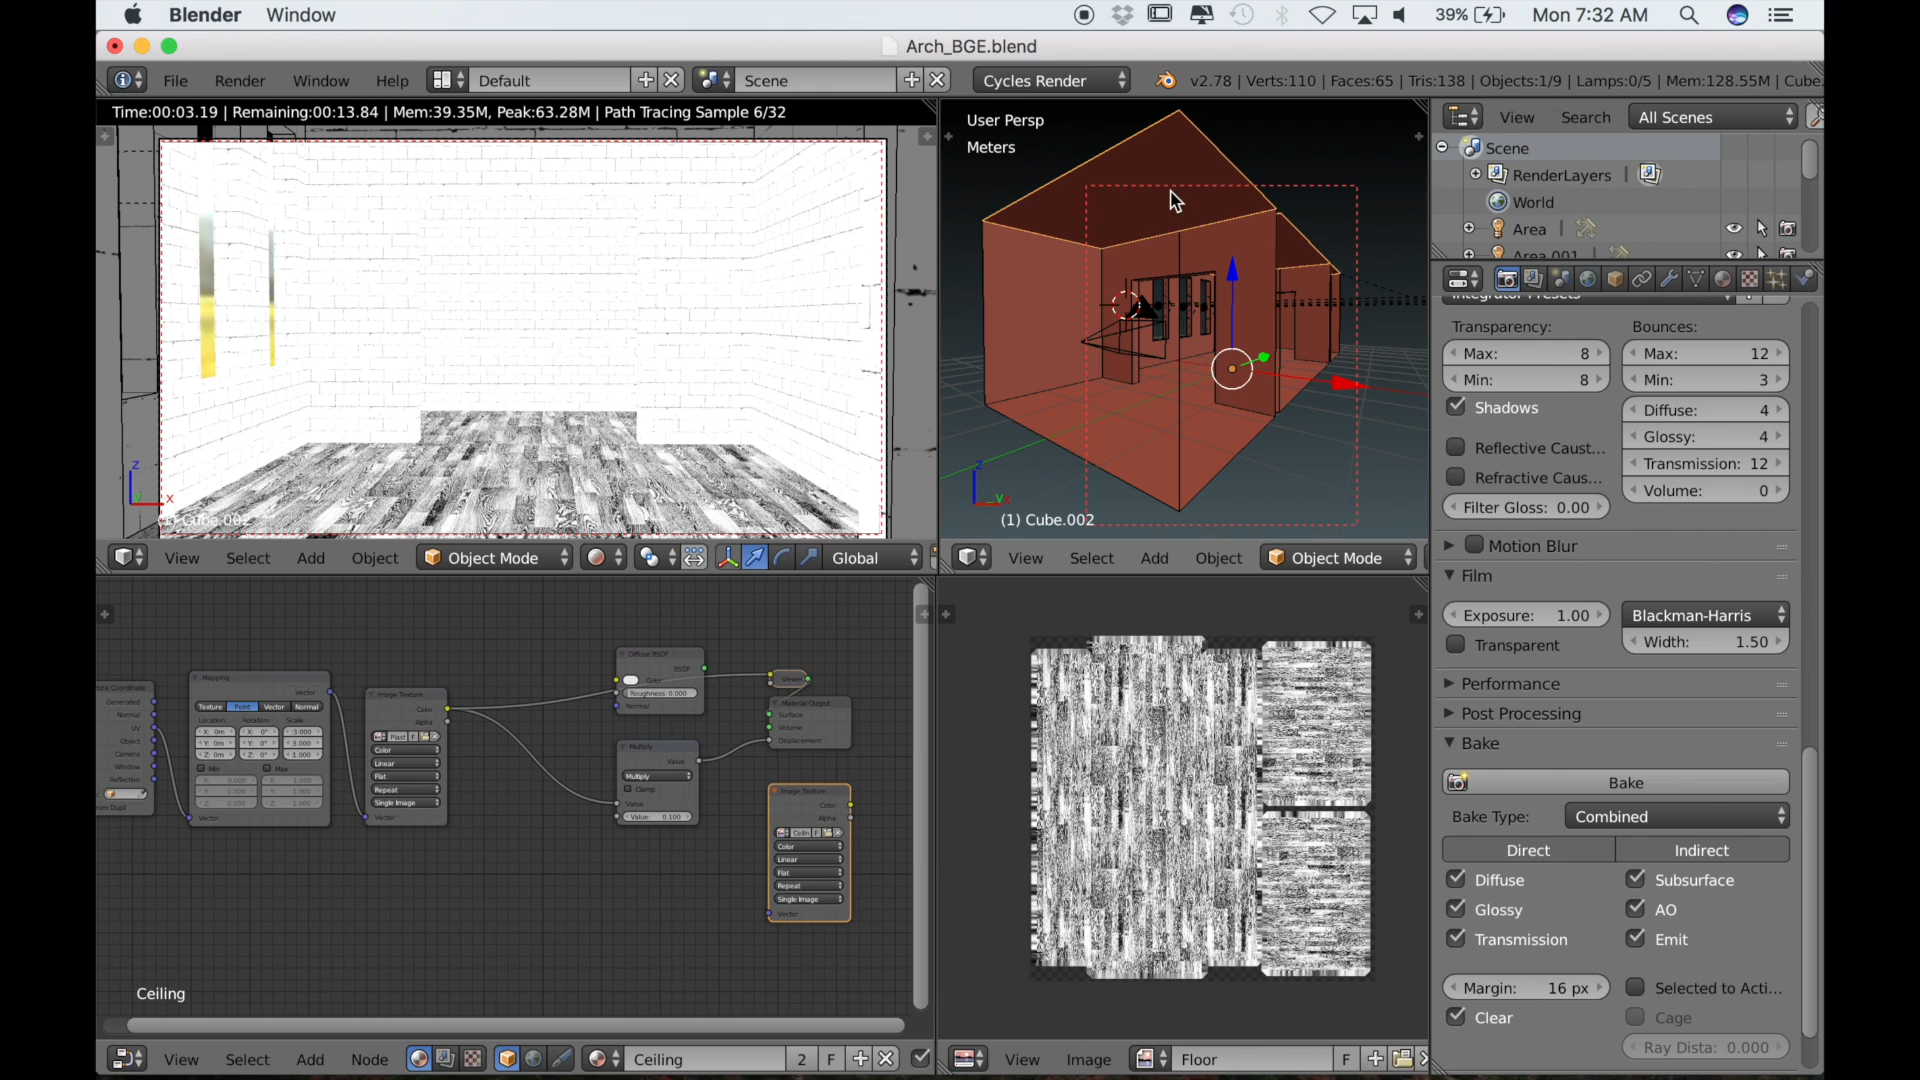 Blender Window 39% Mon 7:32 AM
Arch_BGE.blend
File Render Window Help Default Scene Cycles Render v2.78 | Verts:110 | Faces:65 | Tris:138 | Objects:1/9 | Lamps:0/5 | Mem:128.55M | Cube.
Time:00:03.19 | Remaining:00:13.84 | Mem:39.35M, Peak:63.28M | Path Tracing Sample 6/32
User Persp
Meters
(1) Cube.002
(1) Cube.002
View Select Add Object Object Mode Global
View Select Add Object Object Mode
View Search All Scenes
Scene
RenderLayers |
World
Area |
Area.001
Integrator Presets
Transparency: Bounces:
Max: 8 Max: 12
Min: 8 Min: 3
Shadows Diffuse: 4
Reflective Caust... Glossy: 4
Refractive Caus... Transmission: 12
Filter Gloss: 0.00 Volume: 0
Motion Blur
Film
Exposure: 1.00 Blackman-Harris
Transparent Width: 1.50
Performance
Post Processing
Bake
Bake
Bake Type: Combined
Direct Indirect
Diffuse Subsurface
Glossy AO
Transmission Emit
Margin: 16 px Selected to Acti...
Clear Cage
Ray Dista: 0.000
Generated
Normal
UV
Object
Camera
Window
Reflection
Mapping
Vector
Texture Point Vector Normal
Location: Rotation: Scale:
X: 0m X: 0° 3.000
Y: 0m Y: 0° 3.000
Z: 0m Z: 0° 1.000
Min Max
Vector
Image Texture
Color
Alpha
Plast F
Color
Linear
Flat
Repeat
Single Image
Vector
Diffuse BSDF
BSDF
Color
Roughness: 0.000
Normal
Multiply
Value
Multiply
Clamp
Value
Value: 0.100
Viewer
Material Output
Surface
Volume
Displacement
Image Texture
Color
Alpha
Ceilin F
Color
Linear
Flat
Repeat
Single Image
Vector
Ceiling
View Select Add Node Ceiling 2 F
View Image Floor F